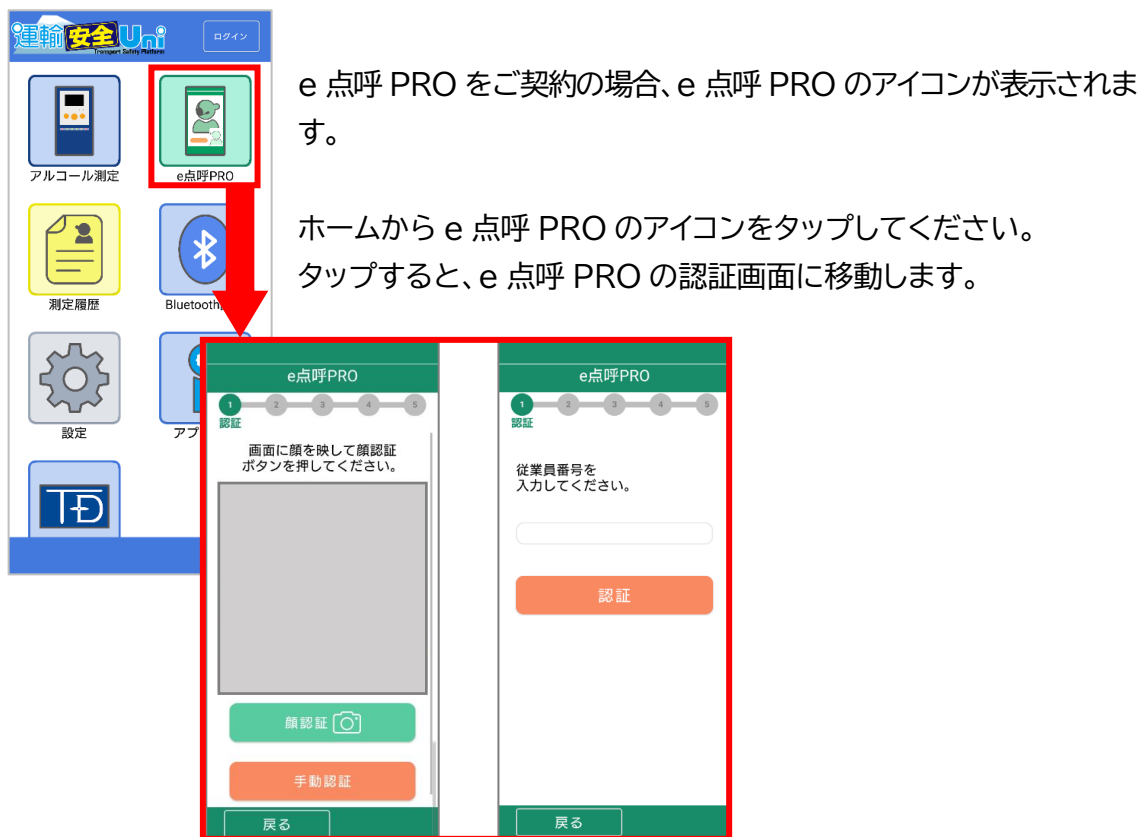 運輸安全Uni
Transport Safety Platform
ログイン
アルコール測定
e点呼PRO
測定履歴
Bluetooth
設定
アプ
TD
e 点呼 PRO をご契約の場合、e 点呼 PRO のアイコンが表示されま
す。
ホームから e 点呼 PRO のアイコンをタップしてください。
タップすると、e 点呼 PRO の認証画面に移動します。
e点呼PRO
1 2 3 4 5
認証
画面に顔を映して顔認証
ボタンを押してください。
顔認証
手動認証
戻る
e点呼PRO
1 2 3 4 5
認証
従業員番号を
入力してください。
認証
戻る